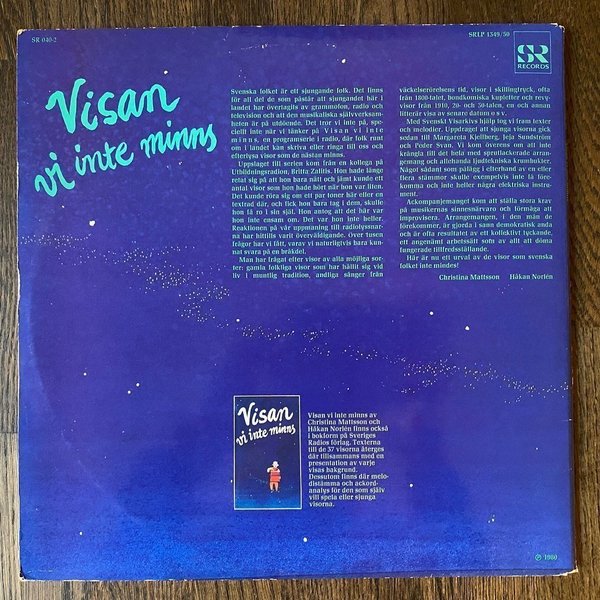 SR 040-2
SRLP 1349/50
SR
RECORDS
Visan
vi inte minns
Svenska folket är ett sjungande folk. Det finns
för all del de som påstår att sjungandet här i
landet har övertagits av grammofon, radio och
television och att den musikaliska självverksam-
heten är på utdöende. Det tror vi inte på, spe-
ciellt inte när vi tänker på Visan vi inte
minns, en programserie i radio, där folk runt
om i landet kan skriva eller ringa till oss och
efterlysa visor som de nästan minns.
Uppslaget till serien kom från en kollega på
Utbildningsradion, Britta Zalitis. Hon hade länge
retat sig på att hon bara nätt och jämnt kunde ett
antal visor som hon hade hört när hon var liten.
Det kunde röra sig om ett par toner här eller en
textrad där, och fick hon bara tag i dem, skulle
hon få ro i sin själ. Hon antog att det här var
hon inte ensam om. Det var hon inte heller.
Reaktionen på vår uppmaning till radiolyssnar-
na har hittills varit överväldigande. Över tusen
frågor har vi fått, varav vi naturligtvis bara kun-
nat svara på en bråkdel.
Man har frågat efter visor av alla möjliga sor-
ter: gamla folkliga visor som har hållit sig vid
liv i muntlig tradition, andliga sånger från
väckelserörelsens tid, visor i skillingtryck, ofta
från 1800-talet, bondkomiska kupletter och revy-
visor från 1910, 20- och 30-talen, en och annan
litterär visa av senare datum o s v.
Med Svenskt Visarkivs hjälp tog vi fram texter
och melodier. Uppdraget att sjunga visorna gick
sedan till Margareta Kjellberg, Jeja Sundström
och Peder Svan. Vi kom överens om att inte
krångla till det hela med spetlackerade arran-
gemang och allehanda ljudtekniska krumbukter.
Något sådant som pålägg i efterhand av en eller
flera stämmor skulle exempelvis inte få före-
komma och inte heller några elektriska instru-
ment.
Ackompanjemanget kom att ställa stora krav
på musikernas sinnesnärvaro och förmåga att
improvisera. Arrangemangen, i den mån de
förekommer, är gjorda i sann demokratisk anda
och är ofta resultatet av ett kollektivt tyckande,
ett angenämt arbetssätt som av allt att döma
fungerade tillfredsställande.
Här är nu ett urval av de visor som svenska
folket inte mindes!
Christina Mattsson Håkan Norlén
Visan
vi inte minns
Visan vi inte minns av
Christina Mattsson och
Håkan Norlén finns också
i bokform på Sveriges
Radios förlag. Texterna
till de 37 visorna återges
där tillsammans med en
presentation av varje
visas bakgrund.
Dessutom finns där melo-
distämma och ackord-
analys för den som själv
vill spela eller sjunga
visorna.
℗ 1980